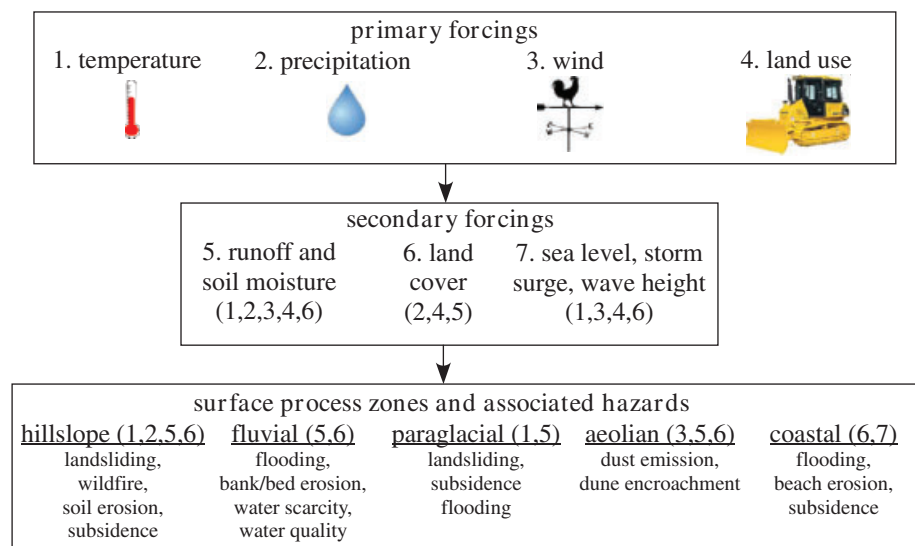 primary forcings
1. temperature
2. precipitation
3. wind
4. land use
secondary forcings
5. runoff and
soil moisture
(1,2,3,4,6)
6. land
cover
(2,4,5)
7. sea level, storm
surge, wave height
(1,3,4,6)
surface process zones and associated hazards
hillslope (1,2,5,6)
landsliding,
wildfire,
soil erosion,
subsidence
fluvial (5,6)
flooding,
bank/bed erosion,
water scarcity,
water quality
paraglacial (1,5)
landsliding,
subsidence
flooding
aeolian (3,5,6)
dust emission,
dune encroachment
coastal (6,7)
flooding,
beach erosion,
subsidence